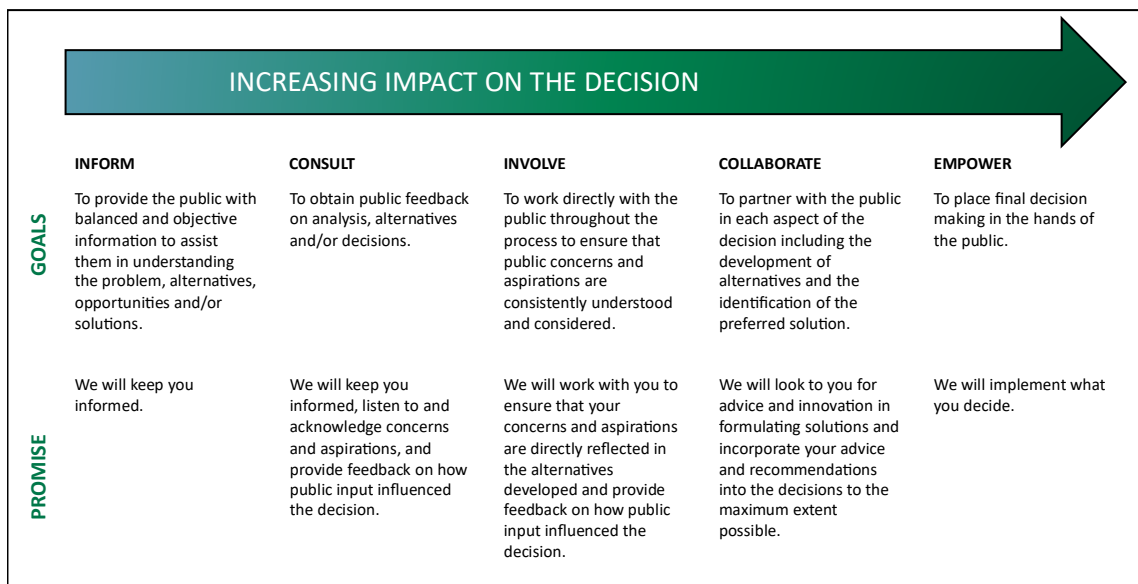 INCREASING IMPACT ON THE DECISION
INFORM
CONSULT
INVOLVE
COLLABORATE
EMPOWER
GOALS
To provide the public with
balanced and objective
information to assist
them in understanding
the problem, alternatives,
opportunities and/or
solutions.
To obtain public feedback
on analysis, alternatives
and/or decisions.
To work directly with the
public throughout the
process to ensure that
public concerns and
aspirations are
consistently understood
and considered.
To partner with the public
in each aspect of the
decision including the
development of
alternatives and the
identification of the
preferred solution.
To place final decision
making in the hands of
the public.
PROMISE
We will keep you
informed.
We will keep you
informed, listen to and
acknowledge concerns
and aspirations, and
provide feedback on how
public input influenced
the decision.
We will work with you to
ensure that your
concerns and aspirations
are directly reflected in
the alternatives
developed and provide
feedback on how public
input influenced the
decision.
We will look to you for
advice and innovation in
formulating solutions and
incorporate your advice
and recommendations
into the decisions to the
maximum extent
possible.
We will implement what
you decide.